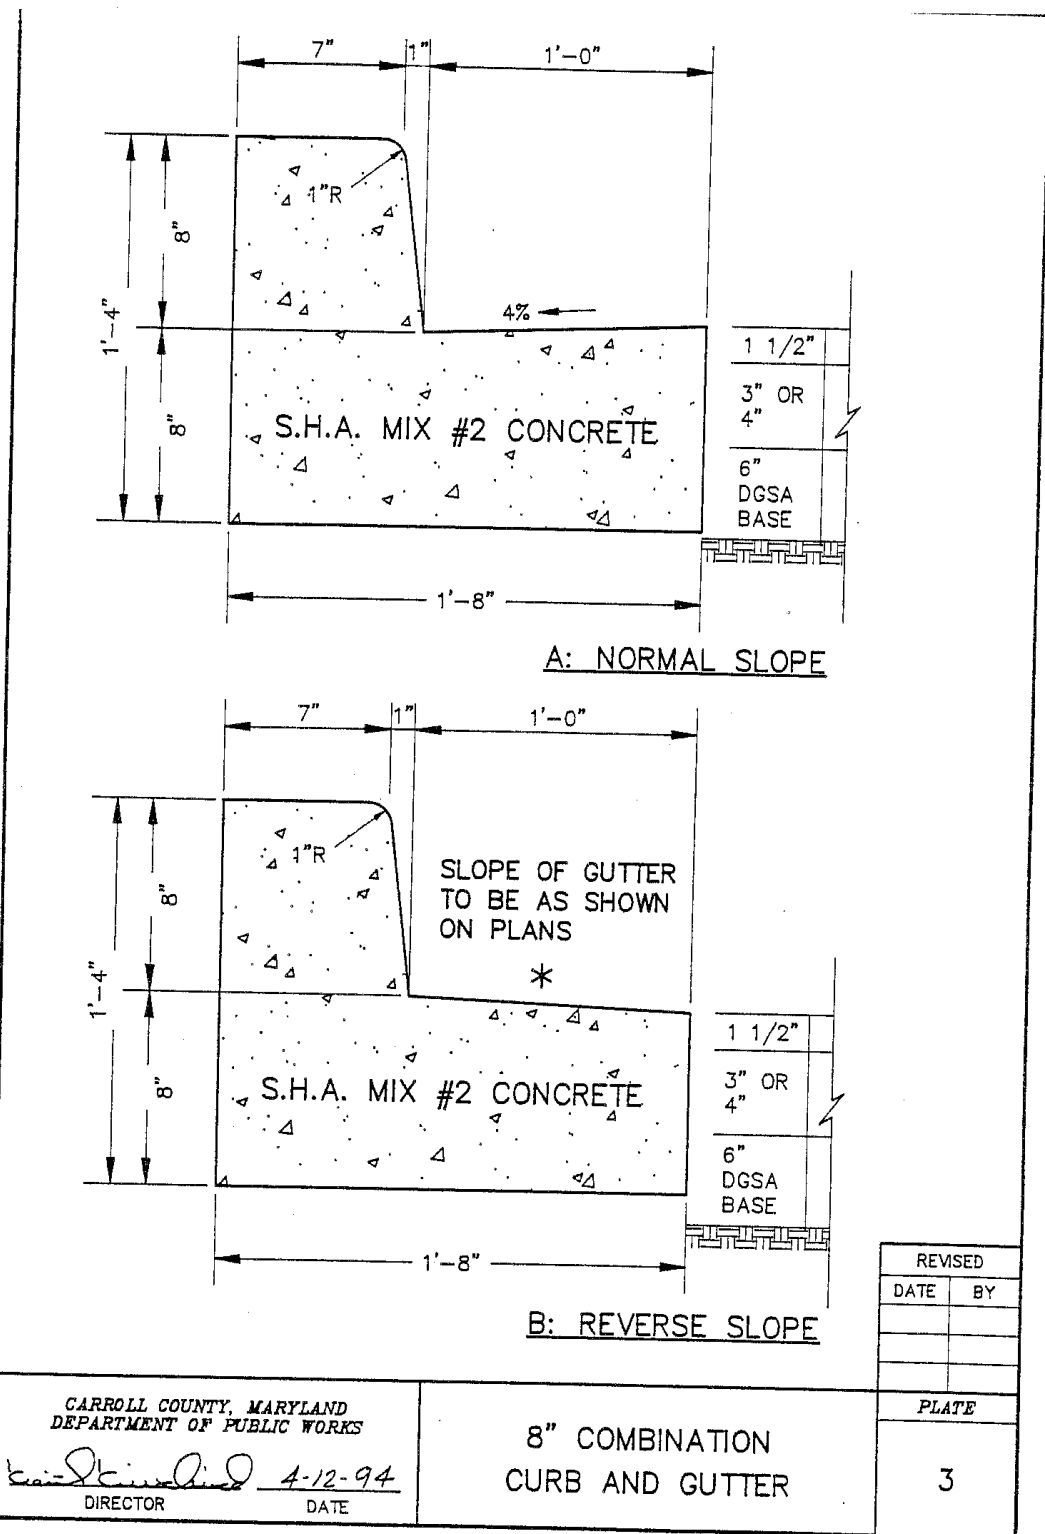 7" 1" 1'-0"
1"R
8"
1'-4"
8"
4%
1 1/2"
3" OR
4"
6"
DGSA
BASE
S.H.A. MIX #2 CONCRETE
1'-8"
A: NORMAL SLOPE
7" 1" 1'-0"
1"R
8"
1'-4"
8"
SLOPE OF GUTTER
TO BE AS SHOWN
ON PLANS
*
1 1/2"
3" OR
4"
6"
DGSA
BASE
S.H.A. MIX #2 CONCRETE
1'-8"
B: REVERSE SLOPE
REVISED
DATE BY
CARROLL COUNTY, MARYLAND
DEPARTMENT OF PUBLIC WORKS
4-12-94
DIRECTOR DATE
8" COMBINATION
CURB AND GUTTER
PLATE
3